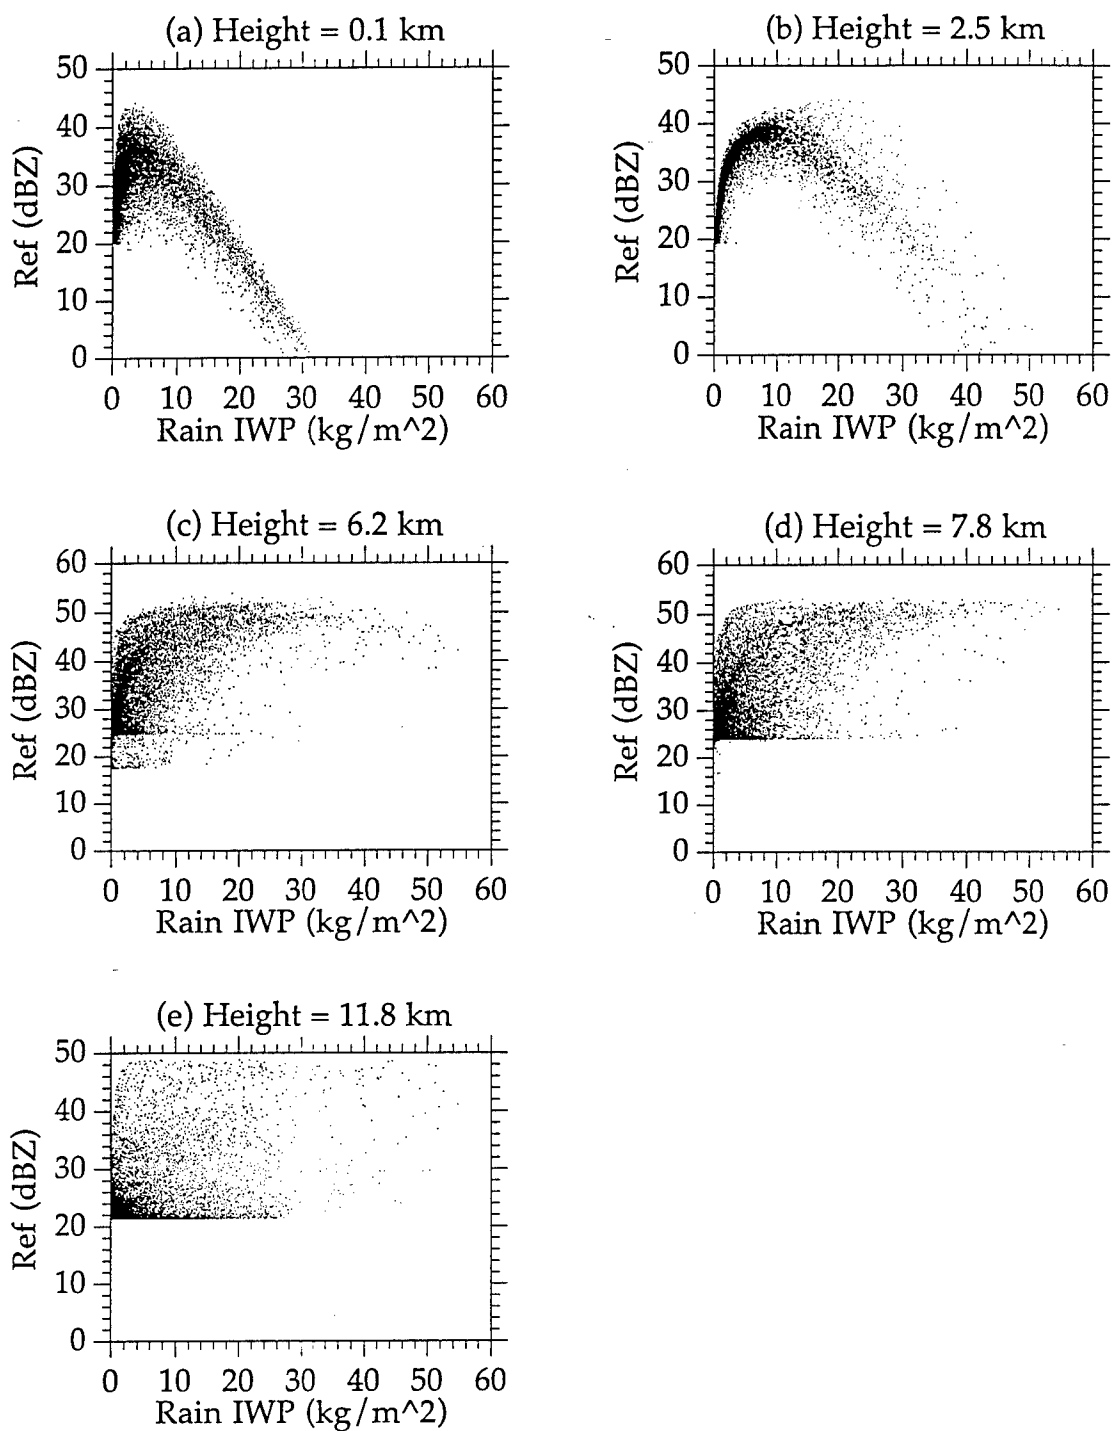 (a) Height = 0.1 km
50
40
30
20
10
0
Ref (dBZ)
0 10 20 30 40 50 60
Rain IWP (kg/m^2)
(b) Height = 2.5 km
50
40
30
20
10
0
Ref (dBZ)
0 10 20 30 40 50 60
Rain IWP (kg/m^2)
(c) Height = 6.2 km
60
50
40
30
20
10
0
Ref (dBZ)
0 10 20 30 40 50 60
Rain IWP (kg/m^2)
(d) Height = 7.8 km
60
50
40
30
20
10
0
Ref (dBZ)
0 10 20 30 40 50 60
Rain IWP (kg/m^2)
(e) Height = 11.8 km
50
40
30
20
10
0
Ref (dBZ)
0 10 20 30 40 50 60
Rain IWP (kg/m^2)